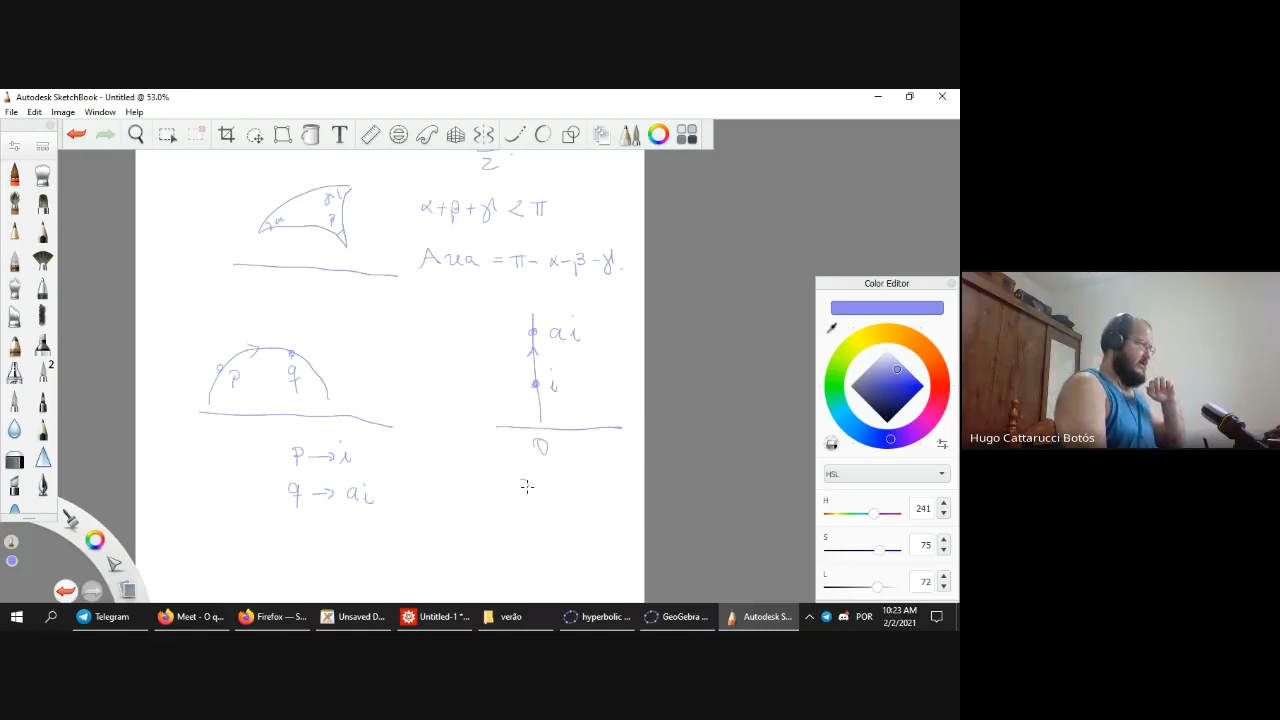 Autodesk SketchBook - Untitled @ 53.0%
File Edit Image Window Help
2
α+β+γ < π
γ
α
β
Area = π - α - β - γ.
ai
p
q
i
0
p → i
q → ai
2
Color Editor
HSL
H 241
S 75
L 72
Hugo Cattarucci Botós
Telegram
Meet - O q...
Firefox — S...
Unsaved D...
Untitled-1 *...
verão
hyperbolic ...
GeoGebra ...
Autodesk S...
POR
10:23 AM
2/2/2021